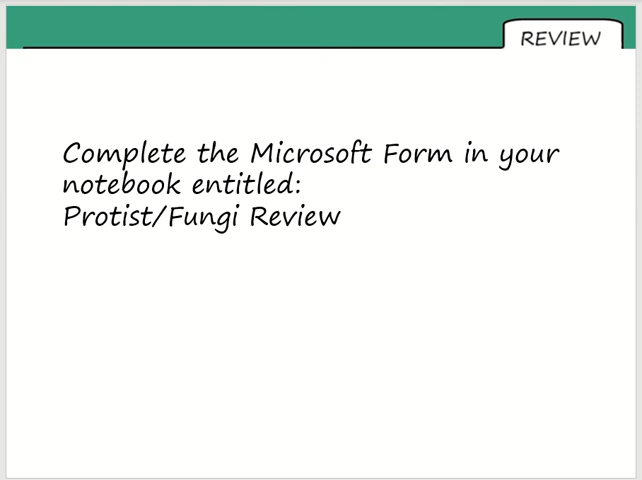 REVIEW
Complete the Microsoft Form in your
notebook entitled:
Protist/Fungi Review